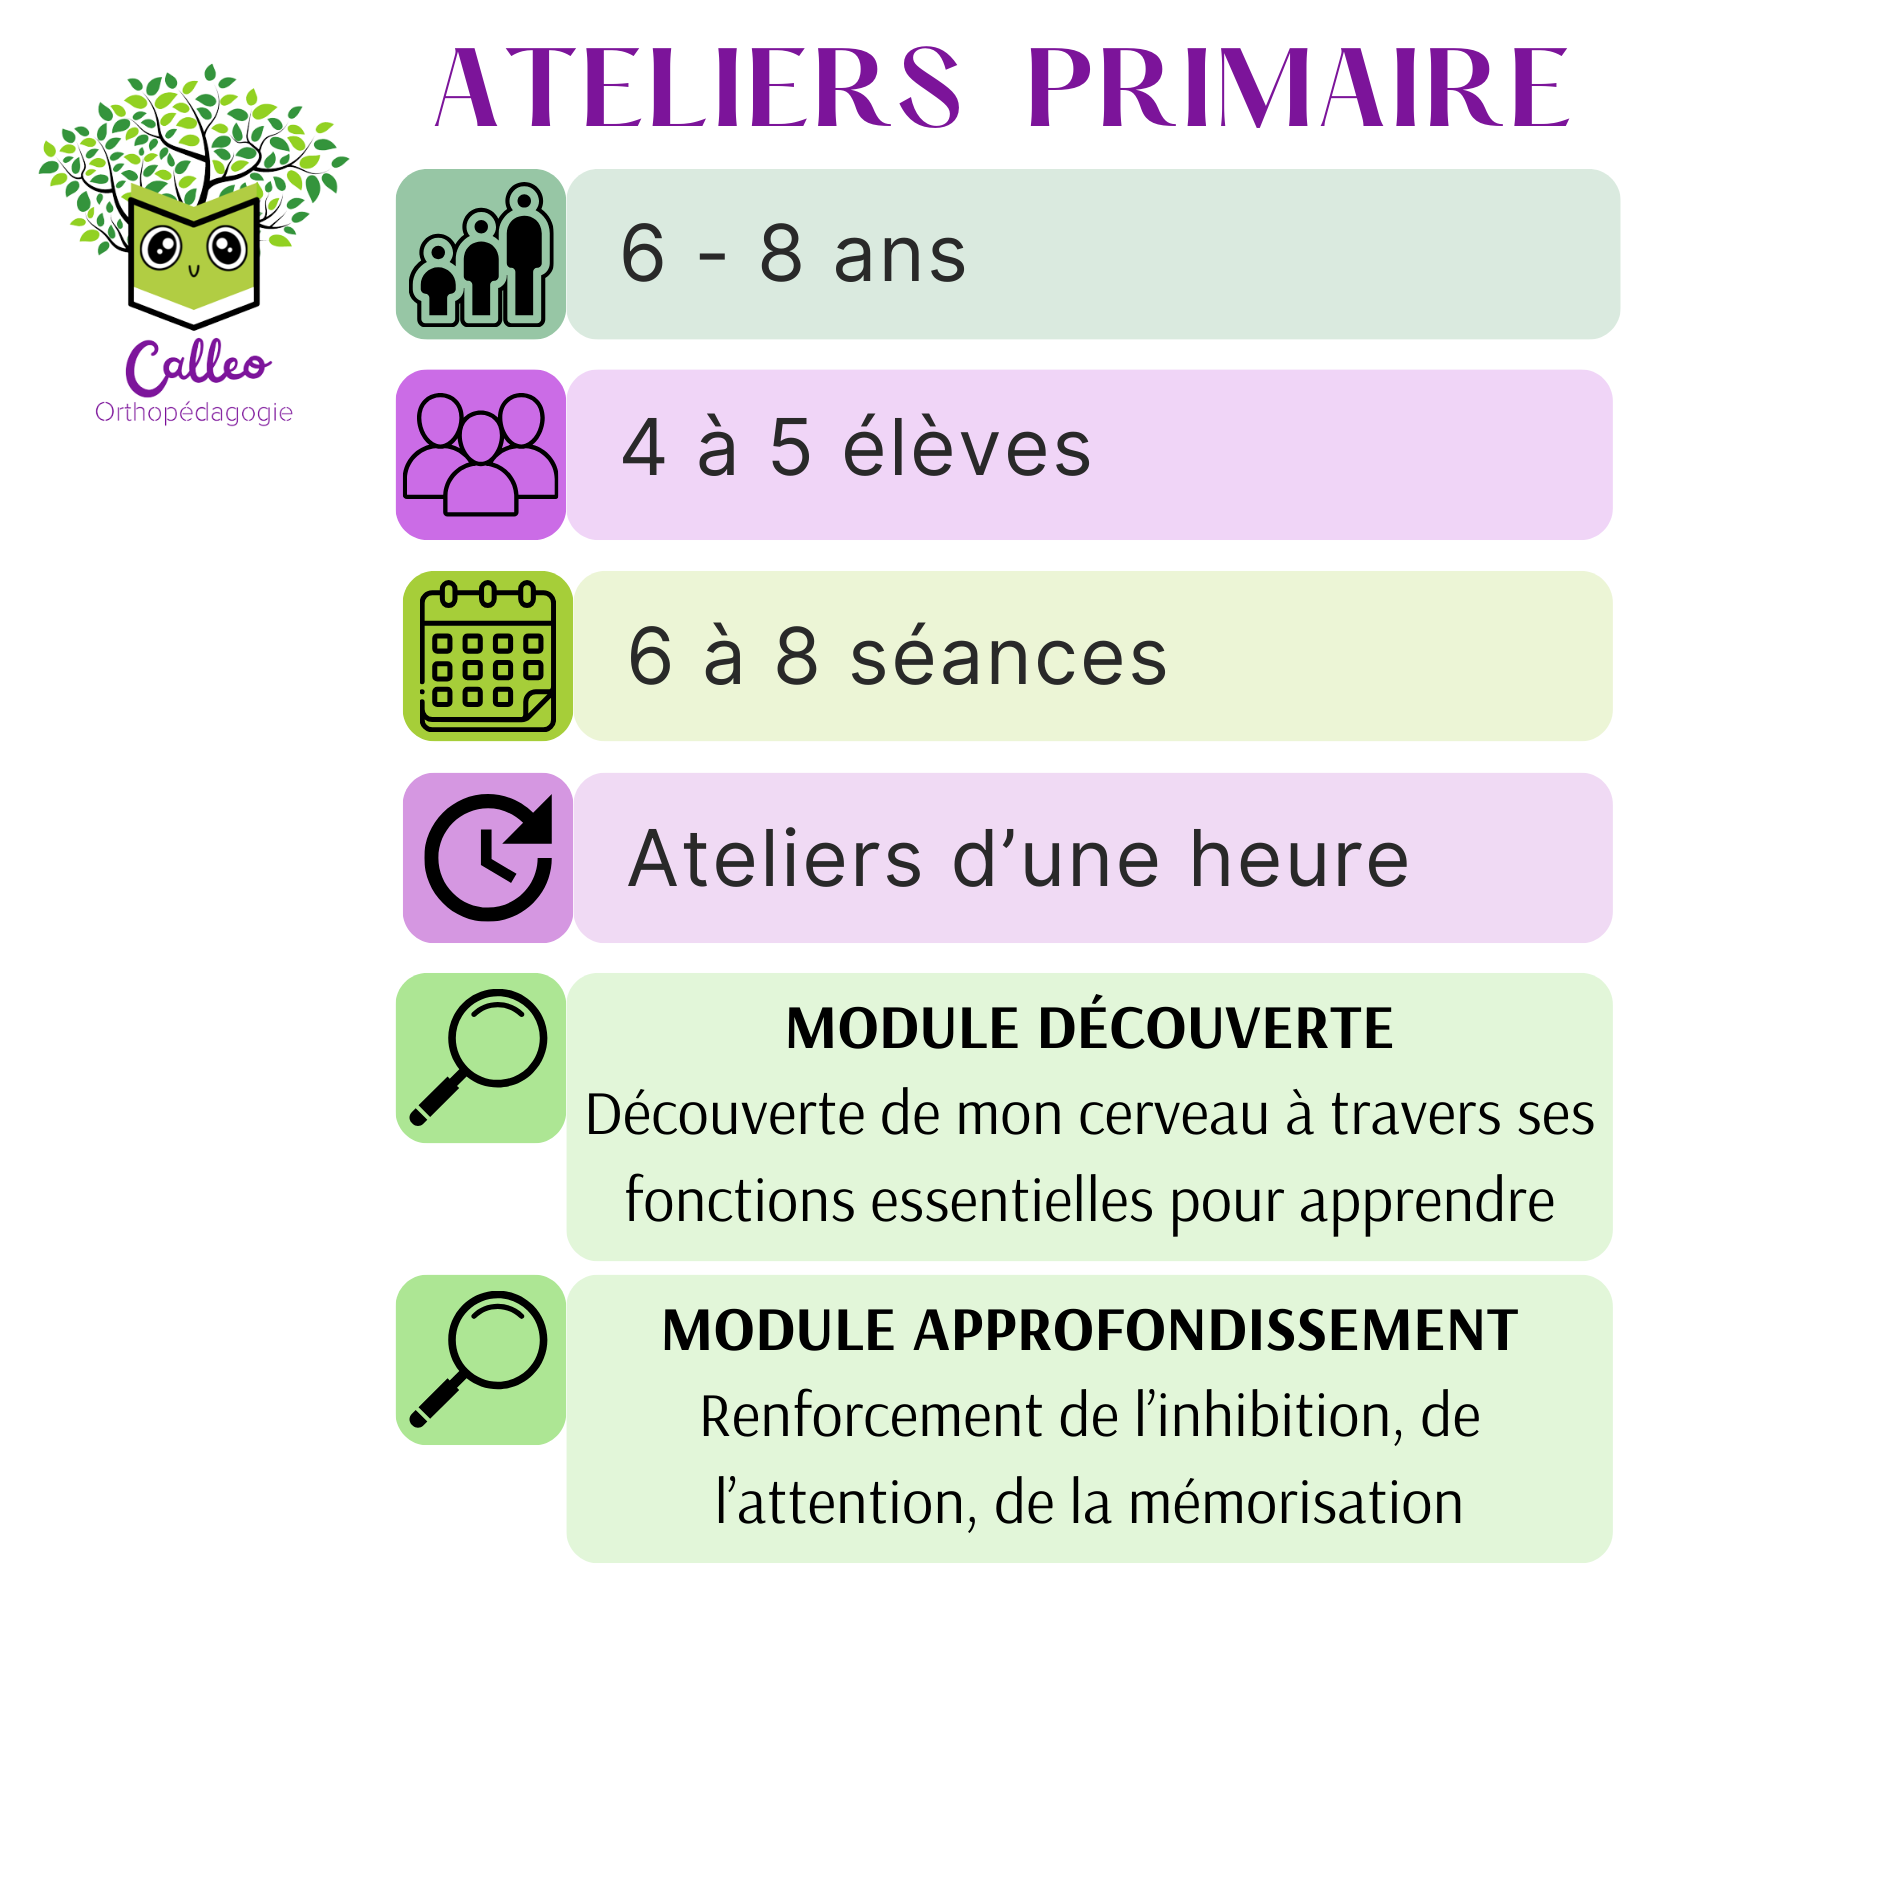 ATELIERS PRIMAIRE
Calleo
Orthopédagogie
6 - 8 ans
4 à 5 élèves
6 à 8 séances
Ateliers d’une heure
MODULE DÉCOUVERTE
Découverte de mon cerveau à travers ses
fonctions essentielles pour apprendre
MODULE APPROFONDISSEMENT
Renforcement de l’inhibition, de
l’attention, de la mémorisation